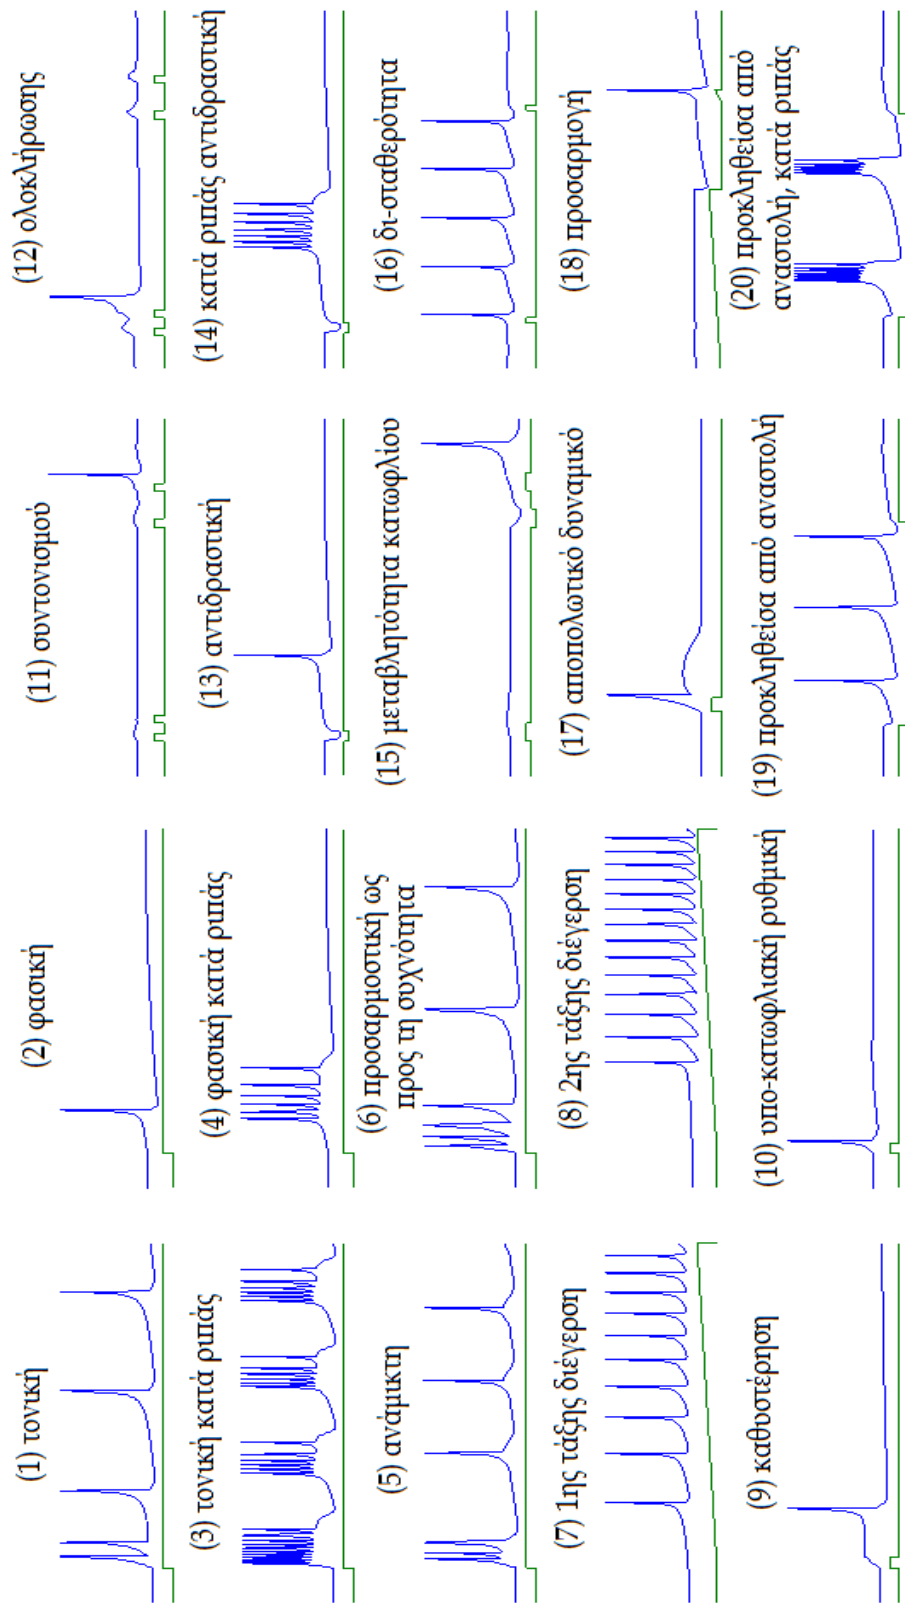 (1) τονική
(2) φασική
(11) συντονισμού
(12) ολοκλήρωσης
(3) τονική κατά ριπάς
(4) φασική κατά ριπάς
(13) αντιδραστική
(14) κατά ριπάς αντιδραστική
(5) ανάμικτη
(6) προσαρμοστική ως
προς τη συχνότητα
(15) μεταβλητότητα κατωφλίου
(16) δι-σταθερότητα
(7) 1ης τάξης διέγερση
(8) 2ης τάξης διέγερση
(17) αποπολωτικό δυναμικό
(18) προσαρμογή
(9) καθυστέρηση
(10) υπο-κατωφλιακή ρυθμική
(19) προκληθείσα από αναστολή
(20) προκληθείσα από
αναστολή, κατά ριπάς